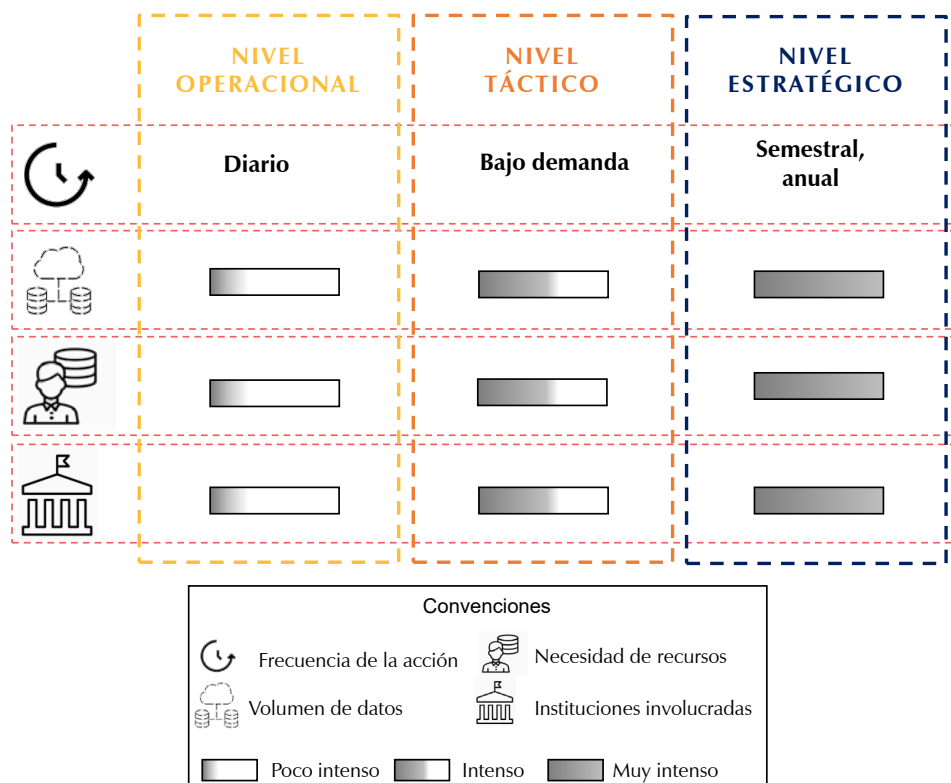 NIVEL
OPERACIONAL
NIVEL
TÁCTICO
NIVEL
ESTRATÉGICO
Diario
Bajo demanda
Semestral,
anual
Convenciones
Frecuencia de la acción
Necesidad de recursos
Volumen de datos
Instituciones involucradas
Poco intenso
Intenso
Muy intenso